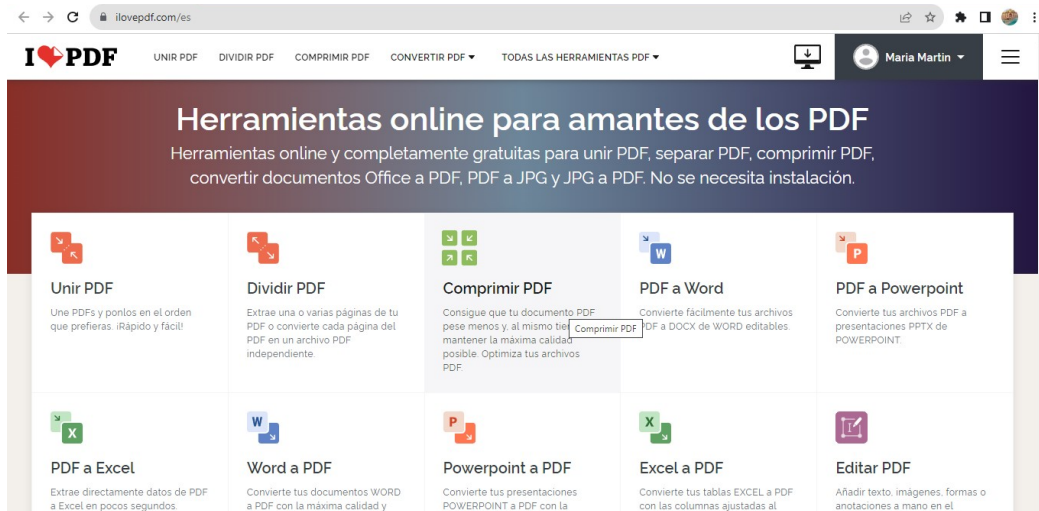 ilovepdf.com/es
I PDF
UNIR PDF
DIVIDIR PDF
COMPRIMIR PDF
CONVERTIR PDF
TODAS LAS HERRAMIENTAS PDF
Maria Martin
Herramientas online para amantes de los PDF
Herramientas online y completamente gratuitas para unir PDF, separar PDF, comprimir PDF,
convertir documentos Office a PDF, PDF a JPG y JPG a PDF. No se necesita instalación.
Unir PDF
Une PDFs y ponlos en el orden
que prefieras. ¡Rápido y fácil!
Dividir PDF
Extrae una o varias páginas de tu
PDF o convierte cada página del
PDF en un archivo PDF
independiente.
Comprimir PDF
Consigue que tu documento PDF
pese menos y, al mismo
mantener la máxima calidad
posible. Optimiza tus archivos
PDF.
Comprimir PDF
W
PDF a Word
Convierte fácilmente tus archivos
PDF a DOCX de WORD editables.
P
PDF a Powerpoint
Convierte tus archivos PDF a
presentaciones PPTX de
POWERPOINT.
X
PDF a Excel
Extrae directamente datos de PDF
a Excel en pocos segundos.
W
Word a PDF
Convierte tus documentos WORD
a PDF con la máxima calidad y
P
Powerpoint a PDF
Convierte tus presentaciones
POWERPOINT a PDF con la
X
Excel a PDF
Convierte tus tablas EXCEL a PDF
con las columnas ajustadas al
Editar PDF
Añadir texto, imágenes, formas o
anotaciones a mano en el